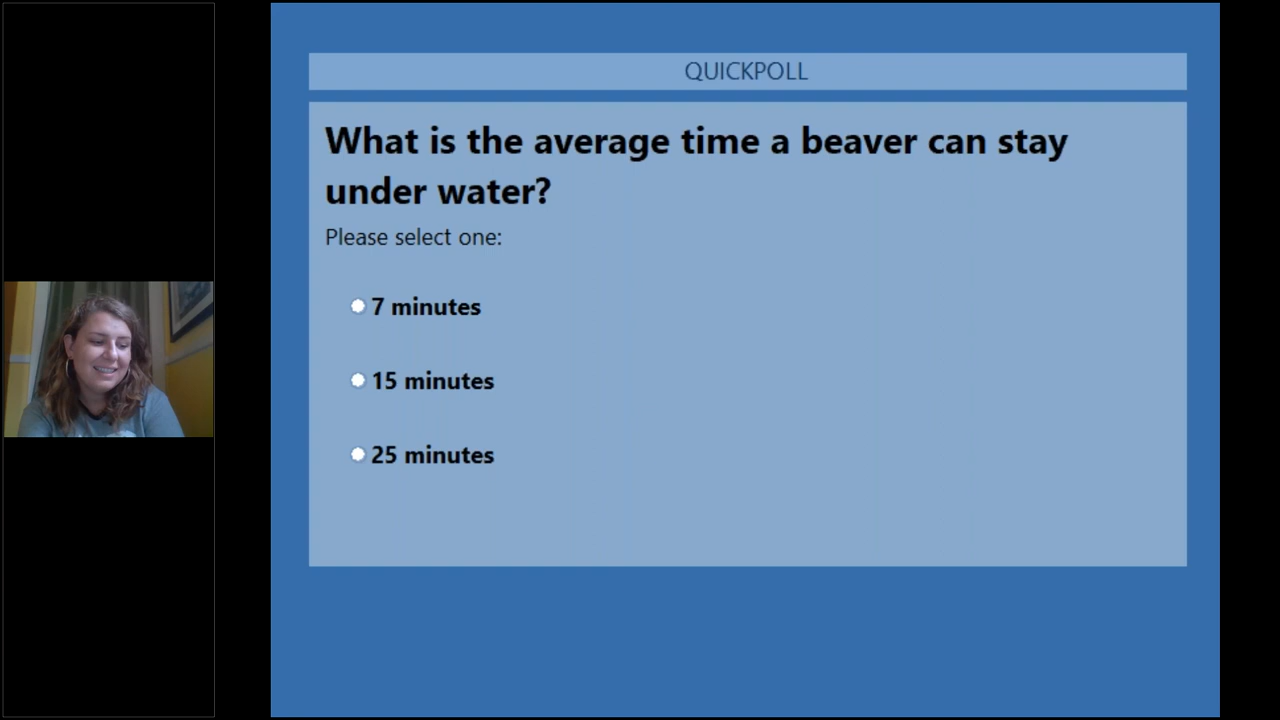 QUICKPOLL
What is the average time a beaver can stay
under water?
Please select one:
7 minutes
15 minutes
25 minutes